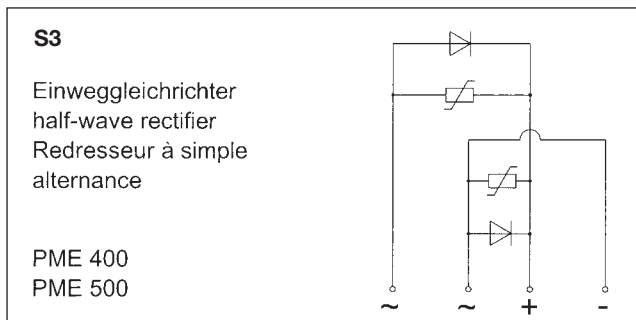 S3
Einweggleichrichter
half-wave rectifier
Redresseur à simple
alternance
PME 400
PME 500
~ ~ + -